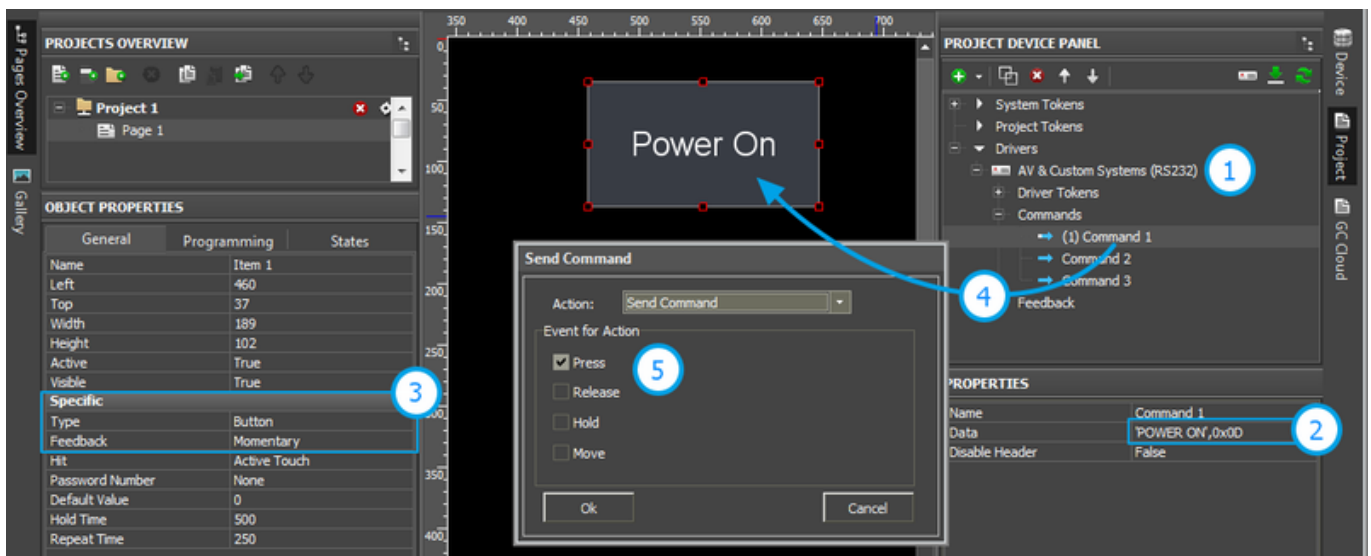 Pages Overview
Gallery
PROJECTS OVERVIEW
Project 1
Page 1
OBJECT PROPERTIES
General Programming States
Name Item 1
Left 460
Top 37
Width 189
Height 102
Active True
Visible True
Specific
Type Button
Feedback Momentary
3
Hit Active Touch
Password Number None
Default Value 0
Hold Time 500
Repeat Time 250
350 400 450 500 550 600 650 700
0
50
100
150
200
250
300
350
400
Power On
Send Command
Action: Send Command
Event for Action
Press
5
Release
Hold
Move
Ok Cancel
4
PROJECT DEVICE PANEL
System Tokens
Project Tokens
Drivers
AV & Custom Systems (RS232)
1
Driver Tokens
Commands
(1) Command 1
Command 2
Command 3
Feedback
PROPERTIES
Name Command 1
Data 'POWER ON',0x0D
2
Disable Header False
Device
Project
GC Cloud